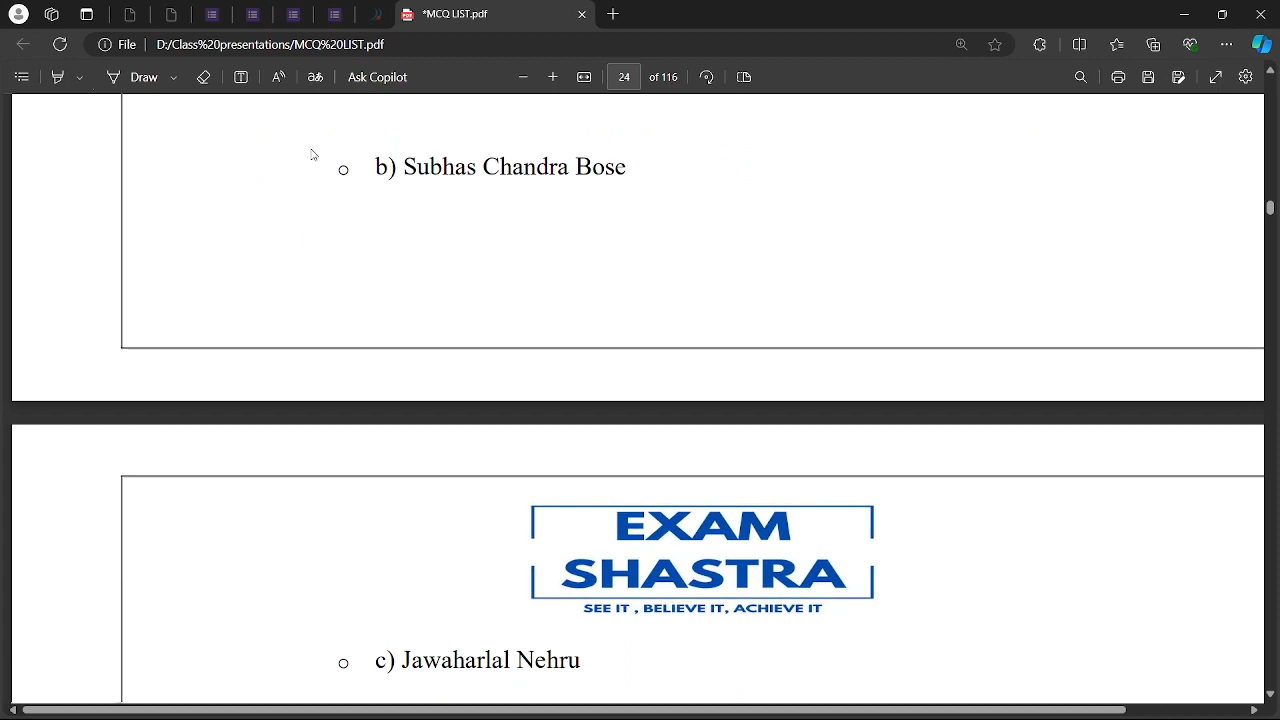 *MCQ LIST.pdf
File D:/Class%20presentations/MCQ%20LIST.pdf
Draw Ask Copilot 24 of 116
b) Subhas Chandra Bose
EXAM
SHASTRA
SEE IT , BELIEVE IT, ACHIEVE IT
c) Jawaharlal Nehru